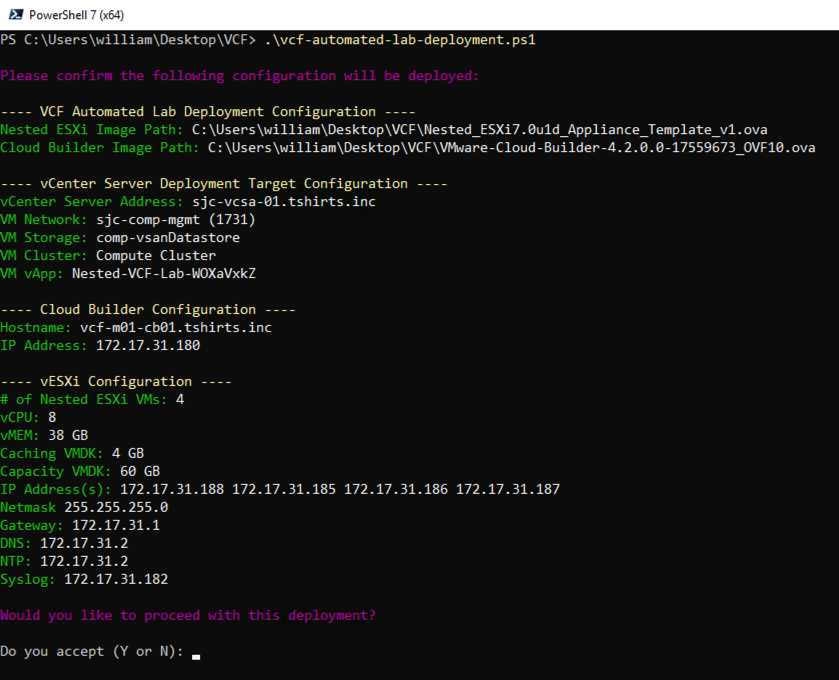 PowerShell 7 (x64)
PS C:\Users\william\Desktop\VCF> .\vcf-automated-lab-deployment.ps1
Please confirm the following configuration will be deployed:
---- VCF Automated Lab Deployment Configuration ----
Nested ESXi Image Path: C:\Users\william\Desktop\VCF\Nested_ESXi7.0u1d_Appliance_Template_v1.ova
Cloud Builder Image Path: C:\Users\william\Desktop\VCF\VMware-Cloud-Builder-4.2.0.0-17559673_OVF10.ova
---- vCenter Server Deployment Target Configuration ----
vCenter Server Address: sjc-vcsa-01.tshirts.inc
VM Network: sjc-comp-mgmt (1731)
VM Storage: comp-vsanDatastore
VM Cluster: Compute Cluster
VM vApp: Nested-VCF-Lab-WOXaVxkZ
---- Cloud Builder Configuration ----
Hostname: vcf-m01-cb01.tshirts.inc
IP Address: 172.17.31.180
---- vESXi Configuration ----
# of Nested ESXi VMs: 4
vCPU: 8
vMEM: 38 GB
Caching VMDK: 4 GB
Capacity VMDK: 60 GB
IP Address(s): 172.17.31.188 172.17.31.185 172.17.31.186 172.17.31.187
Netmask 255.255.255.0
Gateway: 172.17.31.1
DNS: 172.17.31.2
NTP: 172.17.31.2
Syslog: 172.17.31.182
Would you like to proceed with this deployment?
Do you accept (Y or N):